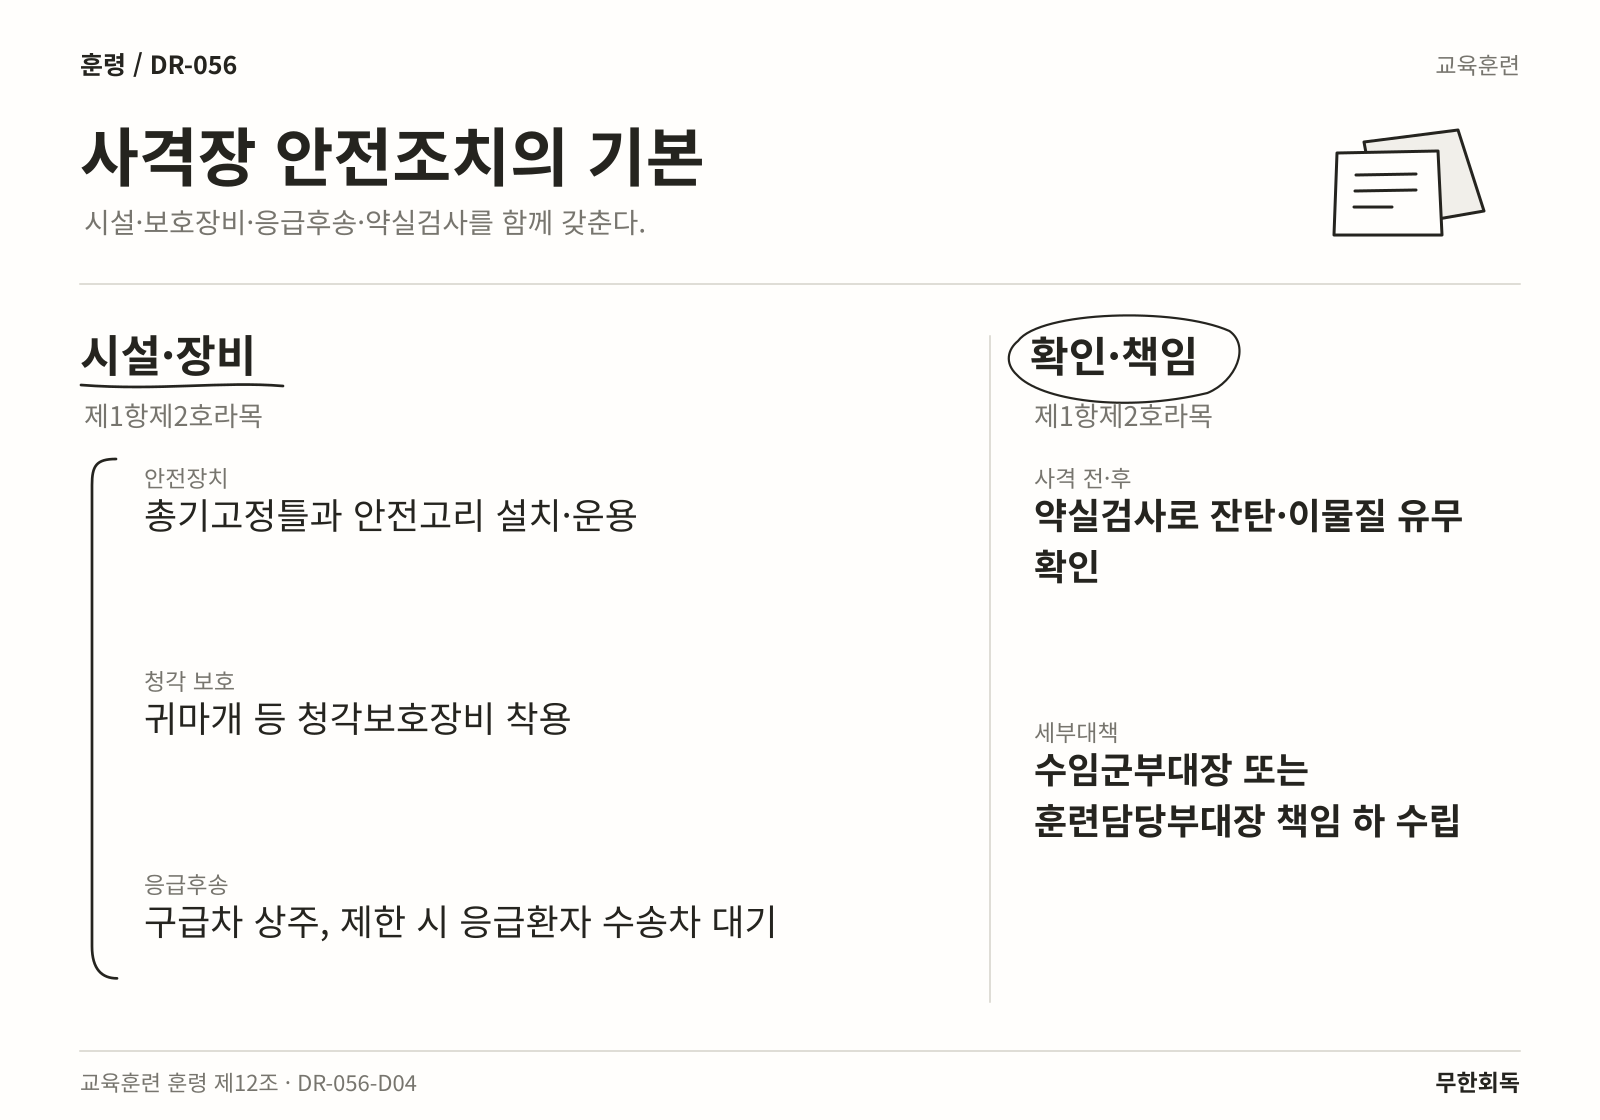 훈령 / DR-056
교육훈련
사격장 안전조치의 기본
시설·보호장비·응급후송·약실검사를 함께 갖춘다.
시설·장비
제1항제2호라목
안전장치
총기고정틀과 안전고리 설치·운용
청각 보호
귀마개 등 청각보호장비 착용
응급후송
구급차 상주, 제한 시 응급환자 수송차 대기
확인·책임
제1항제2호라목
사격 전·후
약실검사로 잔탄·이물질 유무
확인
세부대책
수임군부대장 또는
훈련담당부대장 책임 하 수립
교육훈련 훈령 제12조 · DR-056-D04
무한회독